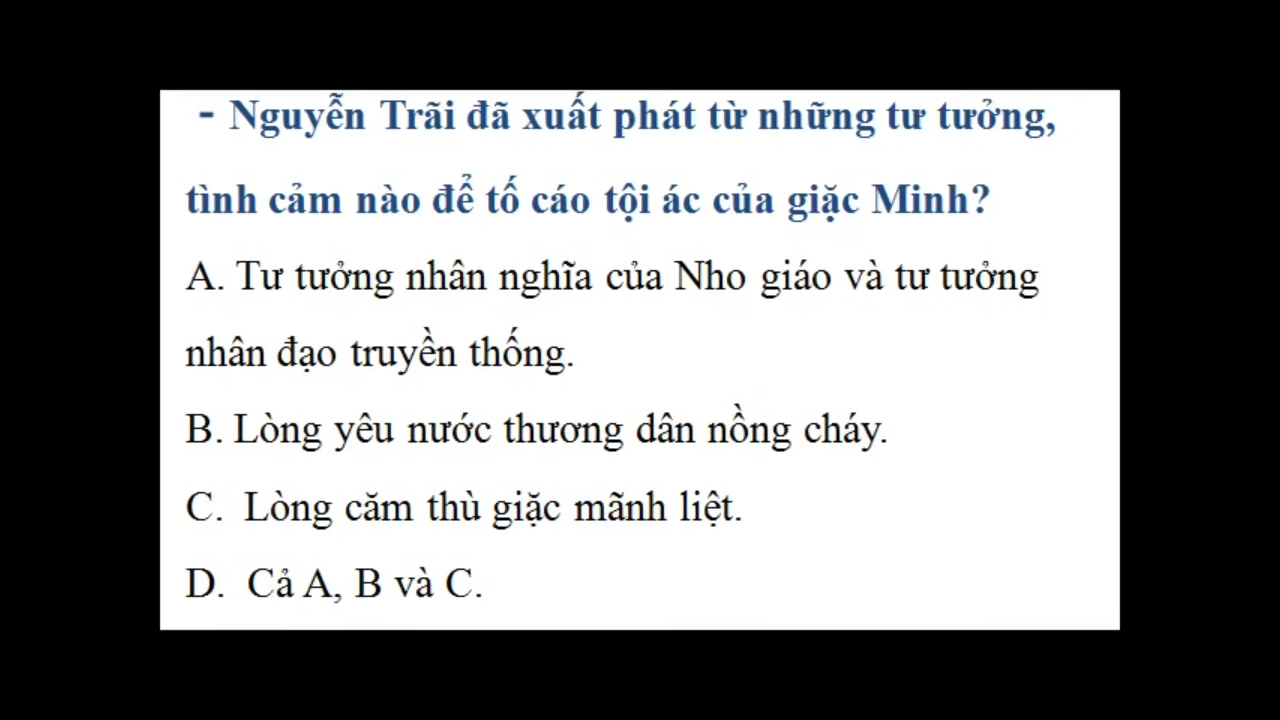 - Nguyễn Trãi đã xuất phát từ những tư tưởng,
tình cảm nào để tố cáo tội ác của giặc Minh?
A. Tư tưởng nhân nghĩa của Nho giáo và tư tưởng
nhân đạo truyền thống.
B. Lòng yêu nước thương dân nồng cháy.
C. Lòng căm thù giặc mãnh liệt.
D. Cả A, B và C.